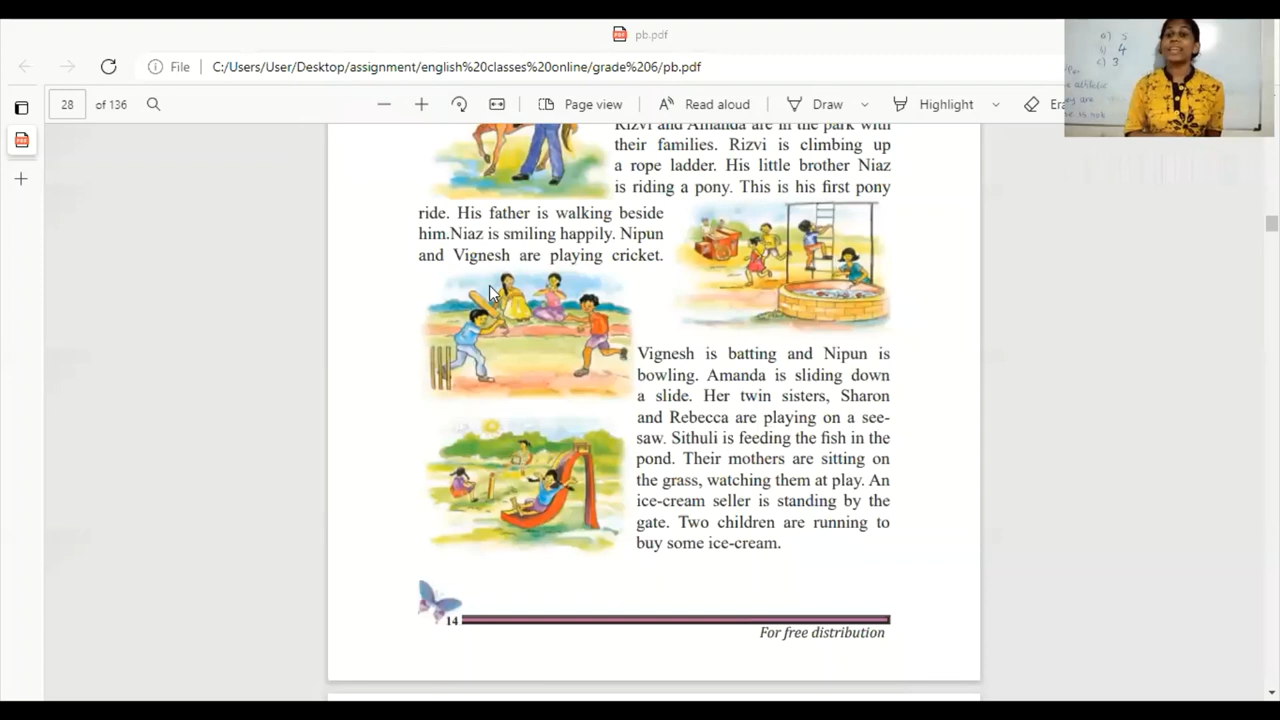 pb.pdf
File C:/Users/User/Desktop/assignment/english%20classes%20online/grade%206/pb.pdf
28 of 136 Page view Read aloud Draw Highlight
a) 5
b) 4
c) 3
Rizvi and Amanda are in the park with
their families. Rizvi is climbing up
a rope ladder. His little brother Niaz
is riding a pony. This is his first pony
ride. His father is walking beside
him.Niaz is smiling happily. Nipun
and Vignesh are playing cricket.
Vignesh is batting and Nipun is
bowling. Amanda is sliding down
a slide. Her twin sisters, Sharon
and Rebecca are playing on a see-
saw. Sithuli is feeding the fish in the
pond. Their mothers are sitting on
the grass, watching them at play. An
ice-cream seller is standing by the
gate. Two children are running to
buy some ice-cream.
14
For free distribution